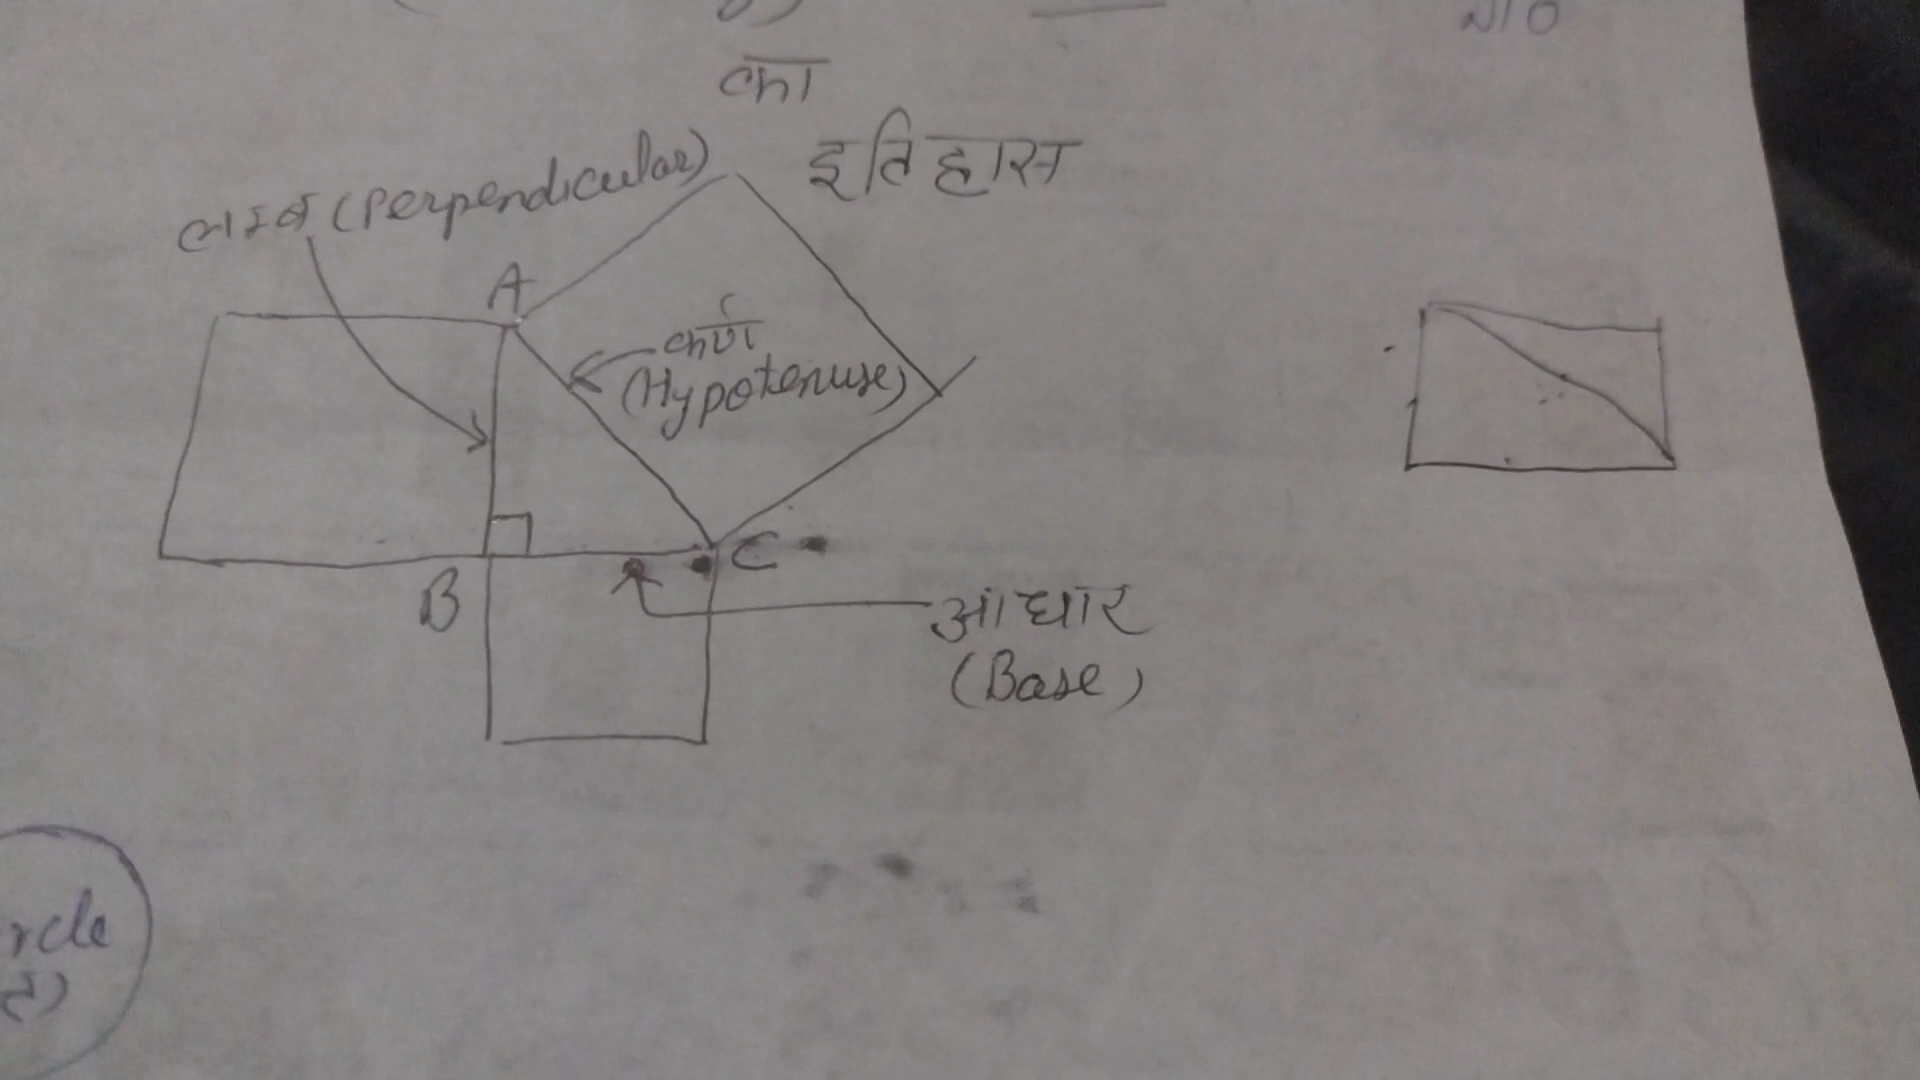 का
इतिहास
लम्ब (Perpendicular)
A
कर्ण
(Hypotenuse)
B
C
आधार
(Base)
rcle